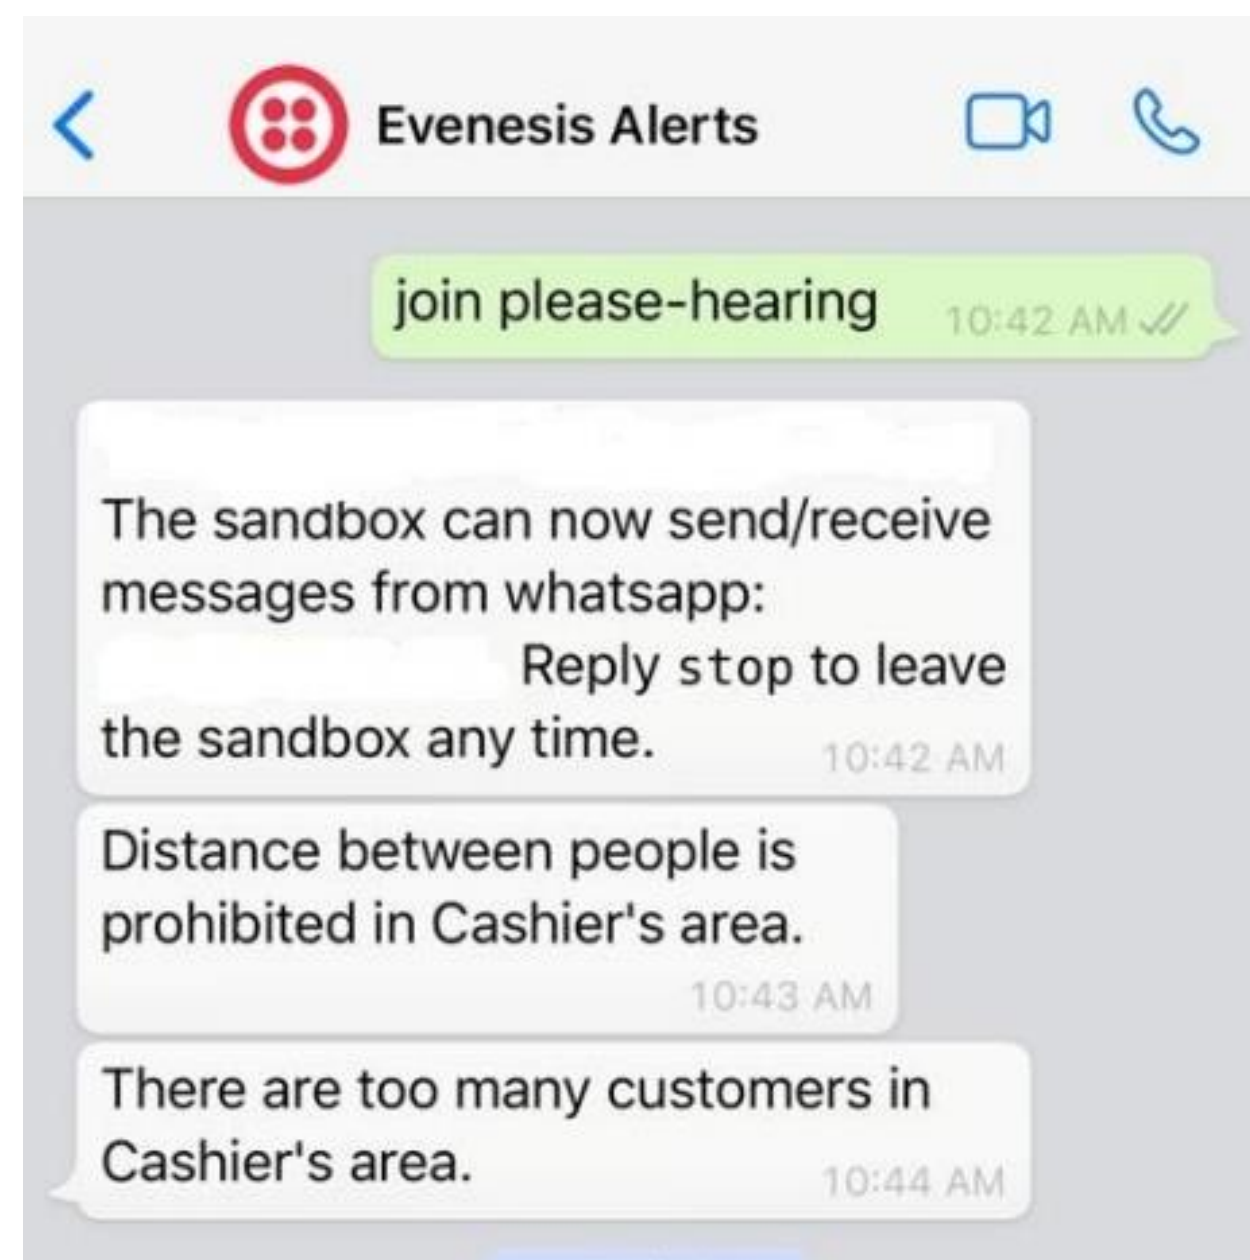 Evenesis Alerts
join please-hearing
10:42 AM
The sandbox can now send/receive
messages from whatsapp:
Reply stop to leave
the sandbox any time.
10:42 AM
Distance between people is
prohibited in Cashier's area.
10:43 AM
There are too many customers in
Cashier's area.
10:44 AM